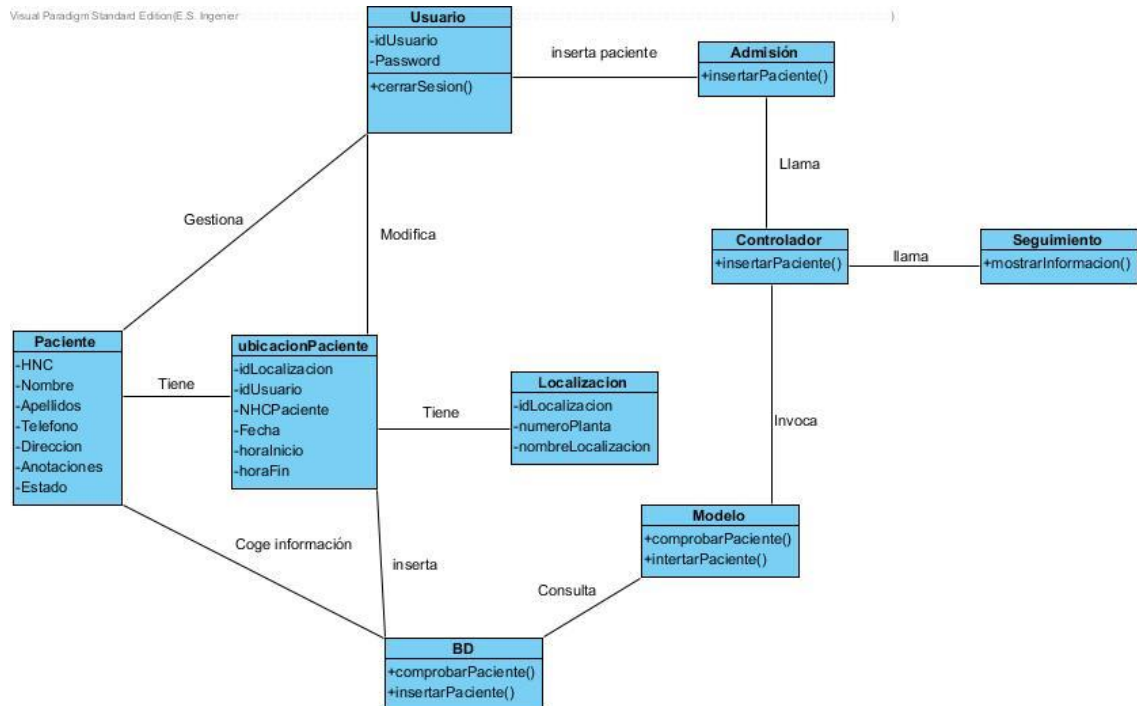 Visual Paradigm Standard Edition(E.S. Ingenier
)
Usuario
-idUsuario
-Password
+cerrarSesion()
inserta paciente
Admisión
+insertarPaciente()
Llama
Gestiona
Modifica
Controlador
+insertarPaciente()
llama
Seguimiento
+mostrarInformacion()
Paciente
-HNC
-Nombre
-Apellidos
-Telefono
-Direccion
-Anotaciones
-Estado
Tiene
ubicacionPaciente
-idLocalizacion
-idUsuario
-NHCPaciente
-Fecha
-horaInicio
-horaFin
Tiene
Localizacion
-idLocalizacion
-numeroPlanta
-nombreLocalizacion
Invoca
Modelo
+comprobarPaciente()
+intertarPaciente()
Coge información
inserta
Consulta
BD
+comprobarPaciente()
+insertarPaciente()